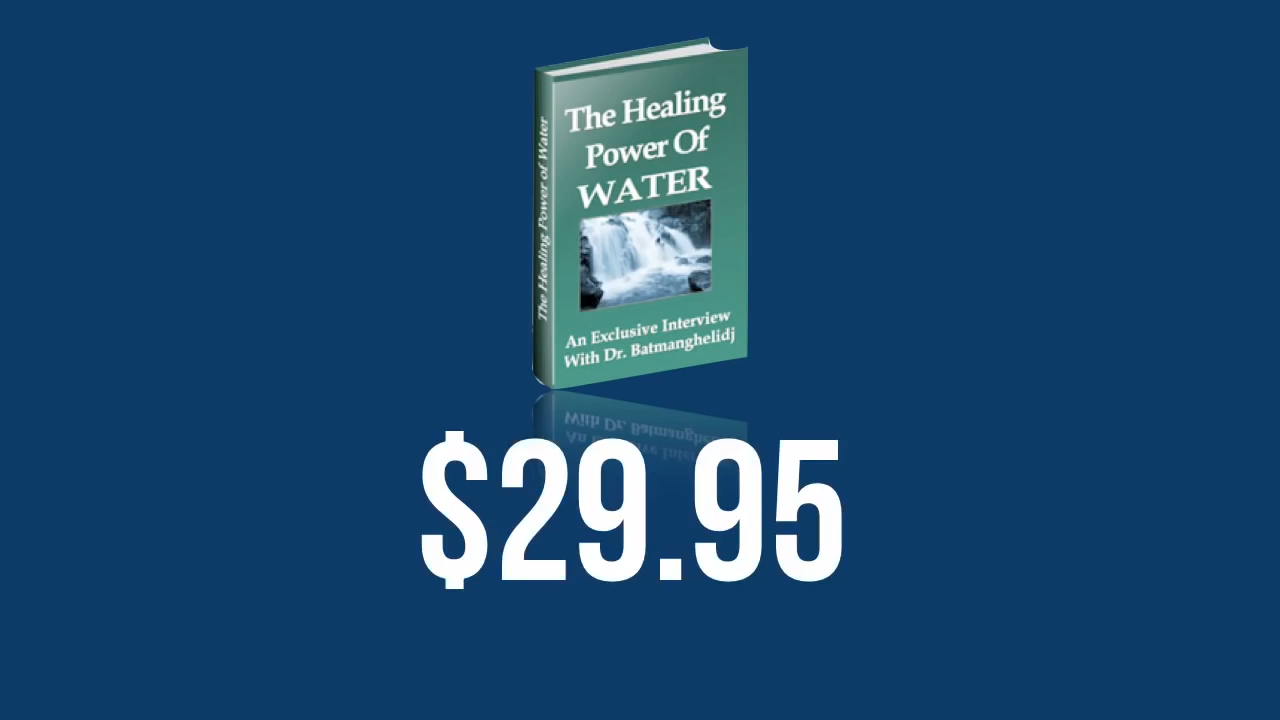 The Healing
Power Of
WATER
An Exclusive Interview
With Dr. Batmanghelidj
The Healing Power of Water
$29.95